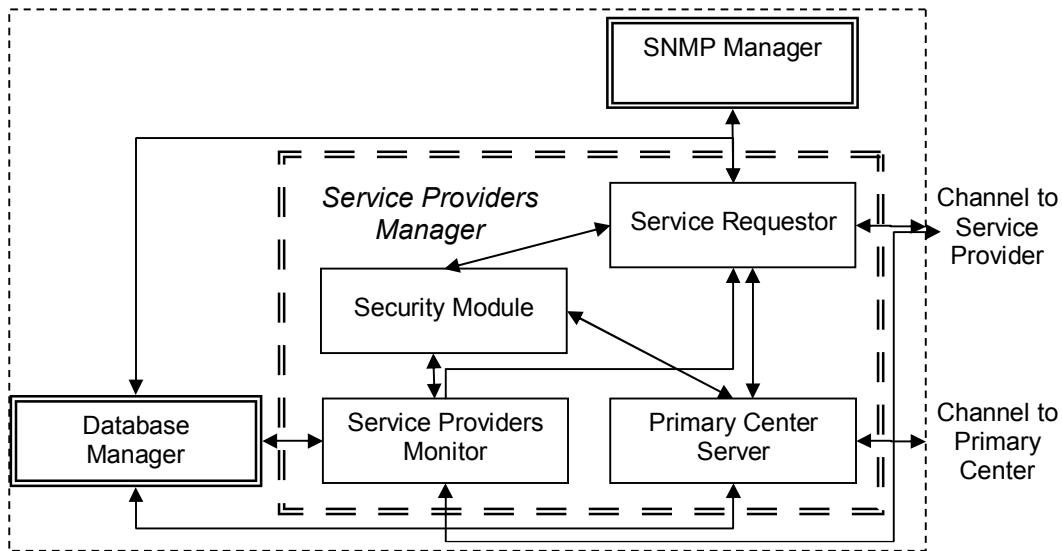 SNMP Manager
Service Providers
Manager
Service Requestor
Channel to
Service
Provider
Security Module
Database
Manager
Service Providers
Monitor
Primary Center
Server
Channel to
Primary
Center